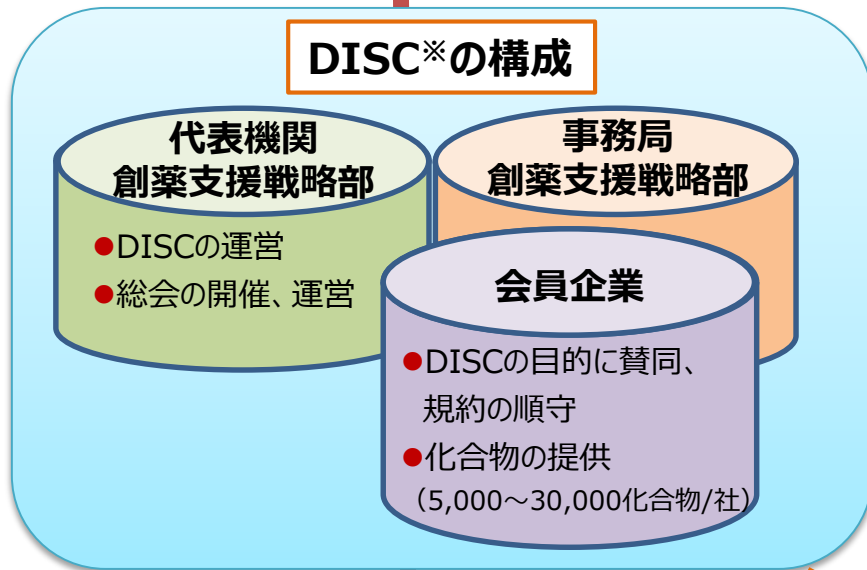 DISC※の構成
代表機関
創薬支援戦略部
●DISCの運営
●総会の開催、運営
事務局
創薬支援戦略部
会員企業
●DISCの目的に賛同、
規約の順守
●化合物の提供
（5,000～30,000化合物/社）